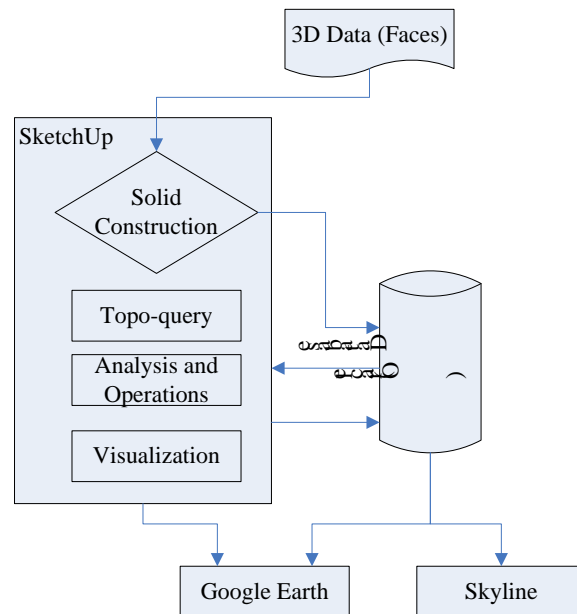 3D Data (Faces)
SketchUp
Solid
Construction
Topo-query
Analysis and
Operations
Visualization
Google Earth
Skyline